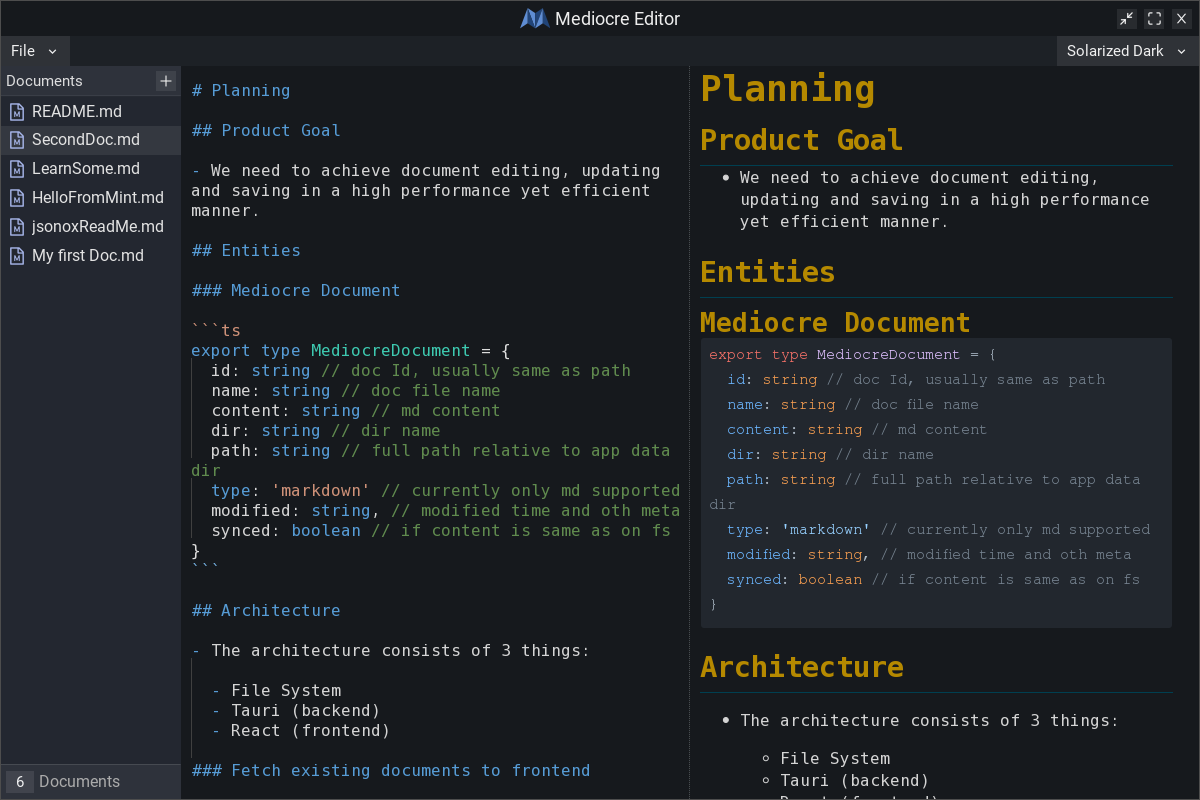 Mediocre Editor
File
Solarized Dark
Documents
README.md
SecondDoc.md
LearnSome.md
HelloFromMint.md
jsonoxReadMe.md
My first Doc.md
6 Documents
# Planning
## Product Goal
- We need to achieve document editing, updating
and saving in a high performance yet efficient
manner.
## Entities
### Mediocre Document
```ts
export type MediocreDocument = {
id: string // doc Id, usually same as path
name: string // doc file name
content: string // md content
dir: string // dir name
path: string // full path relative to app data
dir
type: 'markdown' // currently only md supported
modified: string, // modified time and oth meta
synced: boolean // if content is same as on fs
}
```
## Architecture
- The architecture consists of 3 things:
- File System
- Tauri (backend)
- React (frontend)
### Fetch existing documents to frontend
Planning
Product Goal
• We need to achieve document editing,
updating and saving in a high performance
yet efficient manner.
Entities
Mediocre Document
export type MediocreDocument = {
id: string // doc Id, usually same as path
name: string // doc file name
content: string // md content
dir: string // dir name
path: string // full path relative to app data
dir
type: 'markdown' // currently only md supported
modified: string, // modified time and oth meta
synced: boolean // if content is same as on fs
}
Architecture
• The architecture consists of 3 things:
◦ File System
◦ Tauri (backend)
◦ React (frontend)